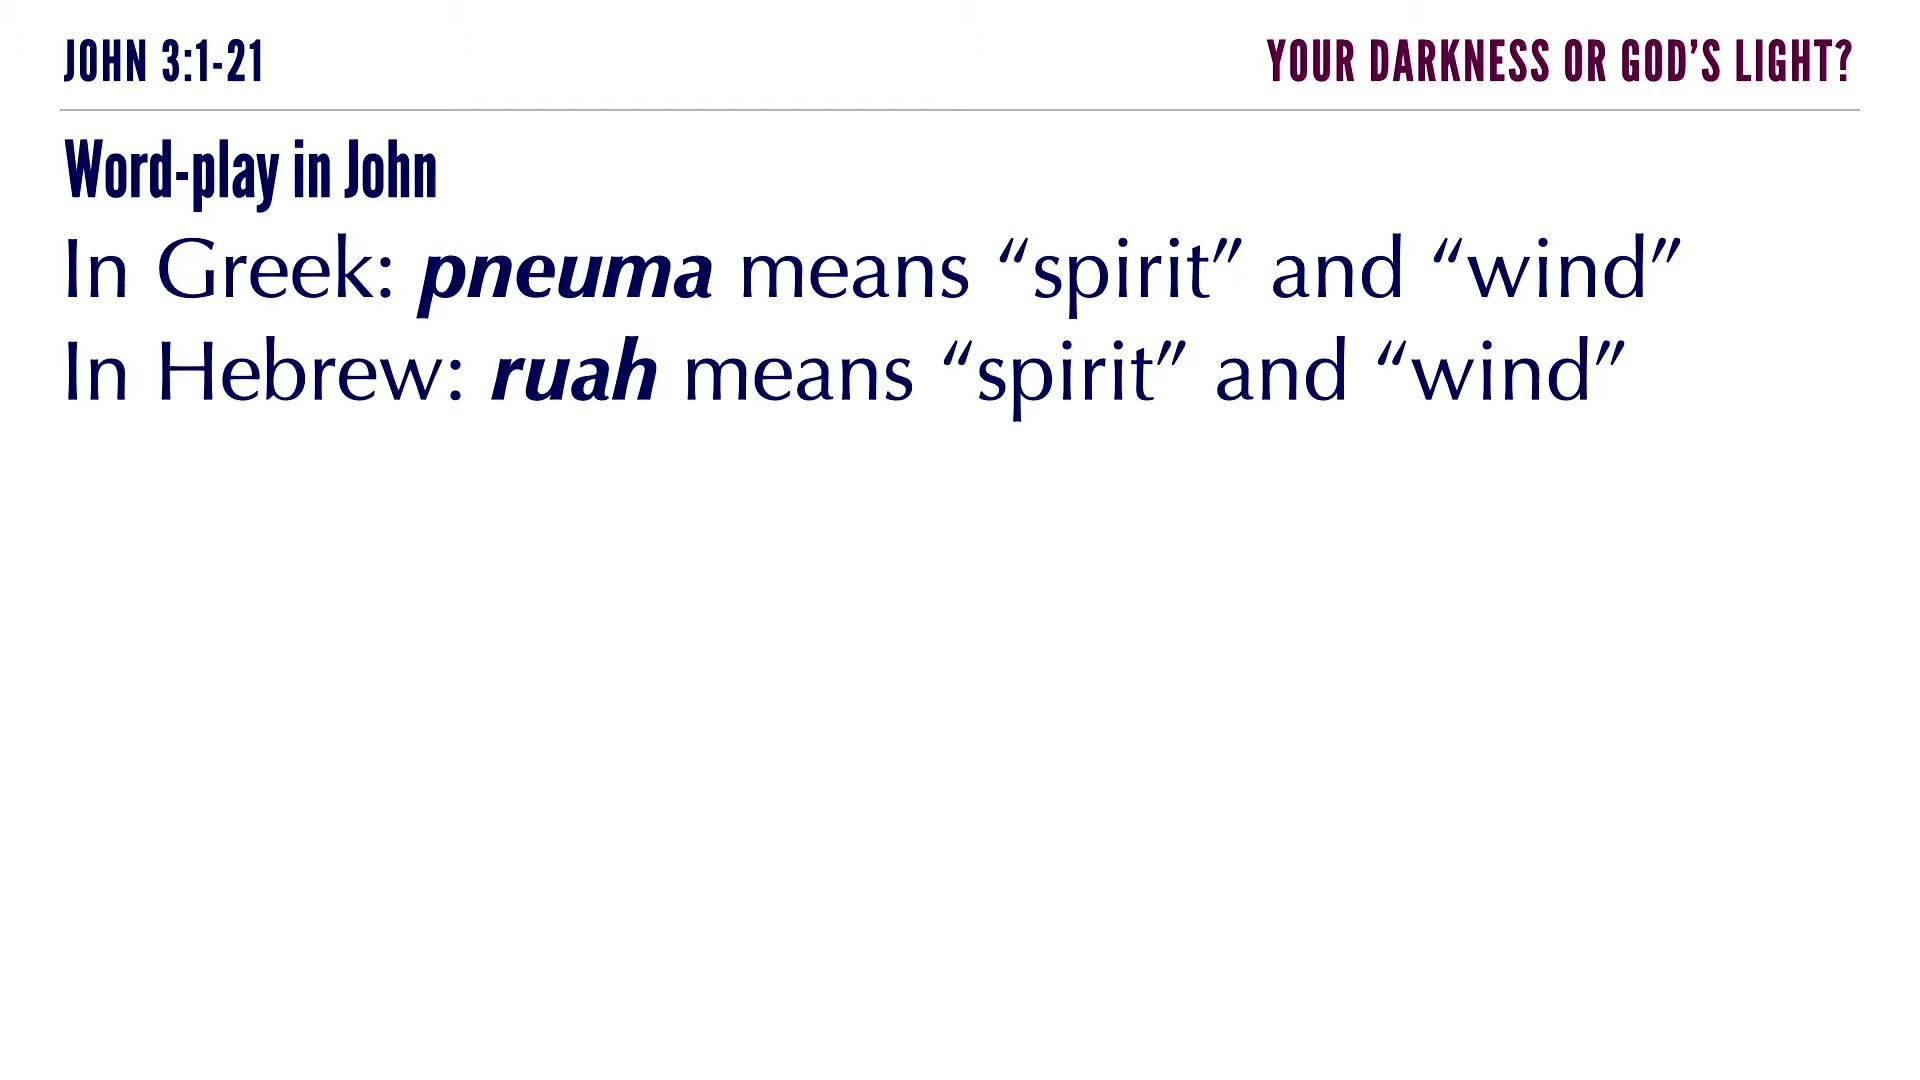 JOHN 3:1-21
YOUR DARKNESS OR GOD’S LIGHT?
Word-play in John
In Greek: pneuma means “spirit” and “wind”
In Hebrew: ruah means “spirit” and “wind”